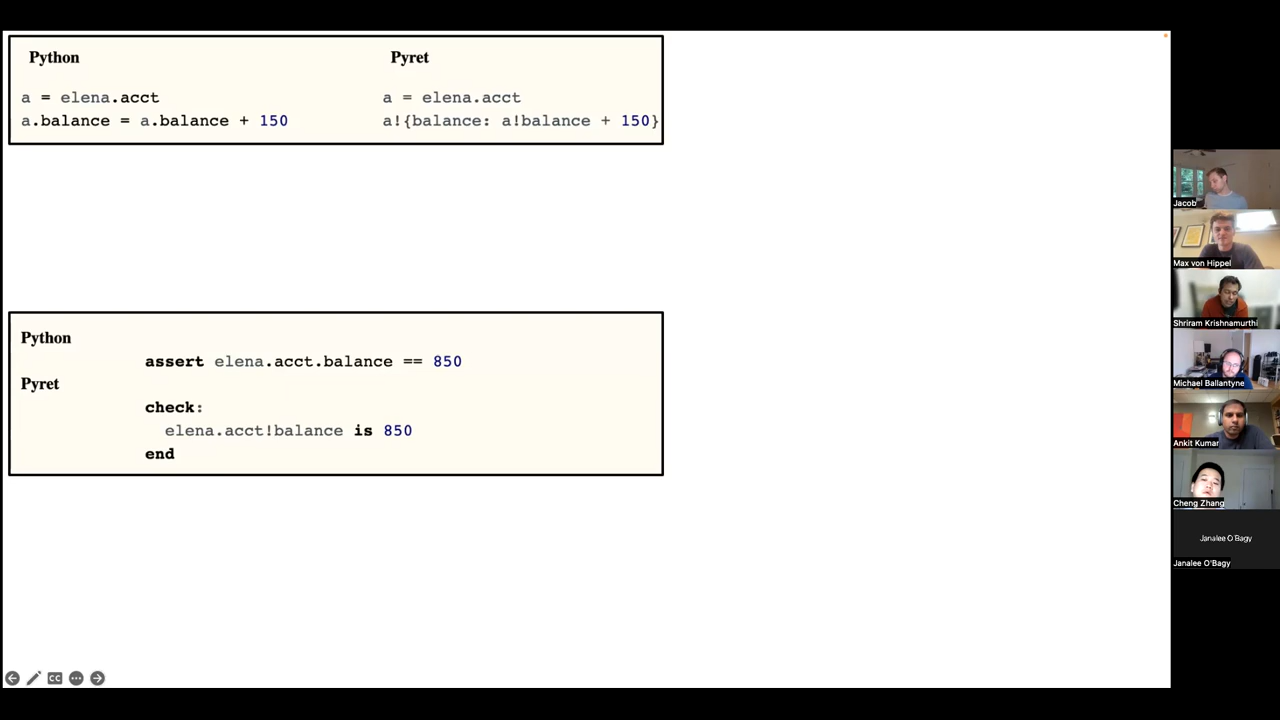 Python
Pyret
a = elena.acct
a = elena.acct
a.balance = a.balance + 150
a!{balance: a!balance + 150}
Python
assert elena.acct.balance == 850
Pyret
check:
elena.acct!balance is 850
end
CC
Jacob
Max von Hippel
Shriram Krishnamurthi
Michael Ballantyne
Ankit Kumar
Cheng Zhang
Janalee O Bagy
Janalee O'Bagy